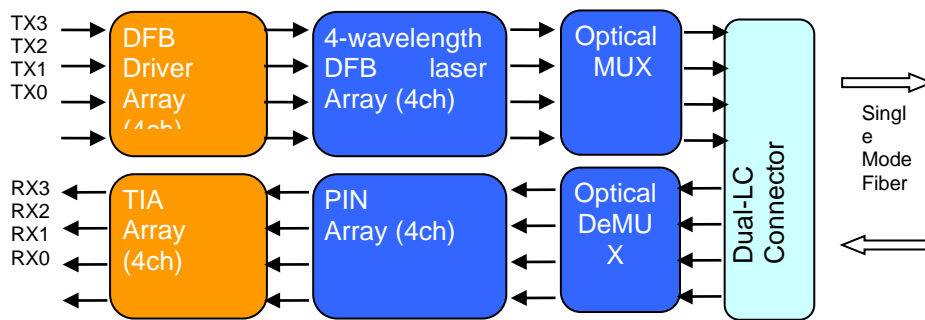 TX3
TX2
TX1
TX0
DFB
Driver
Array
(4ch)
4-wavelength
DFB laser
Array (4ch)
Optical
MUX
Dual-LC
Connector
Singl
e
Mode
Fiber
RX3
RX2
RX1
RX0
TIA
Array
(4ch)
PIN
Array (4ch)
Optical
DeMU
X